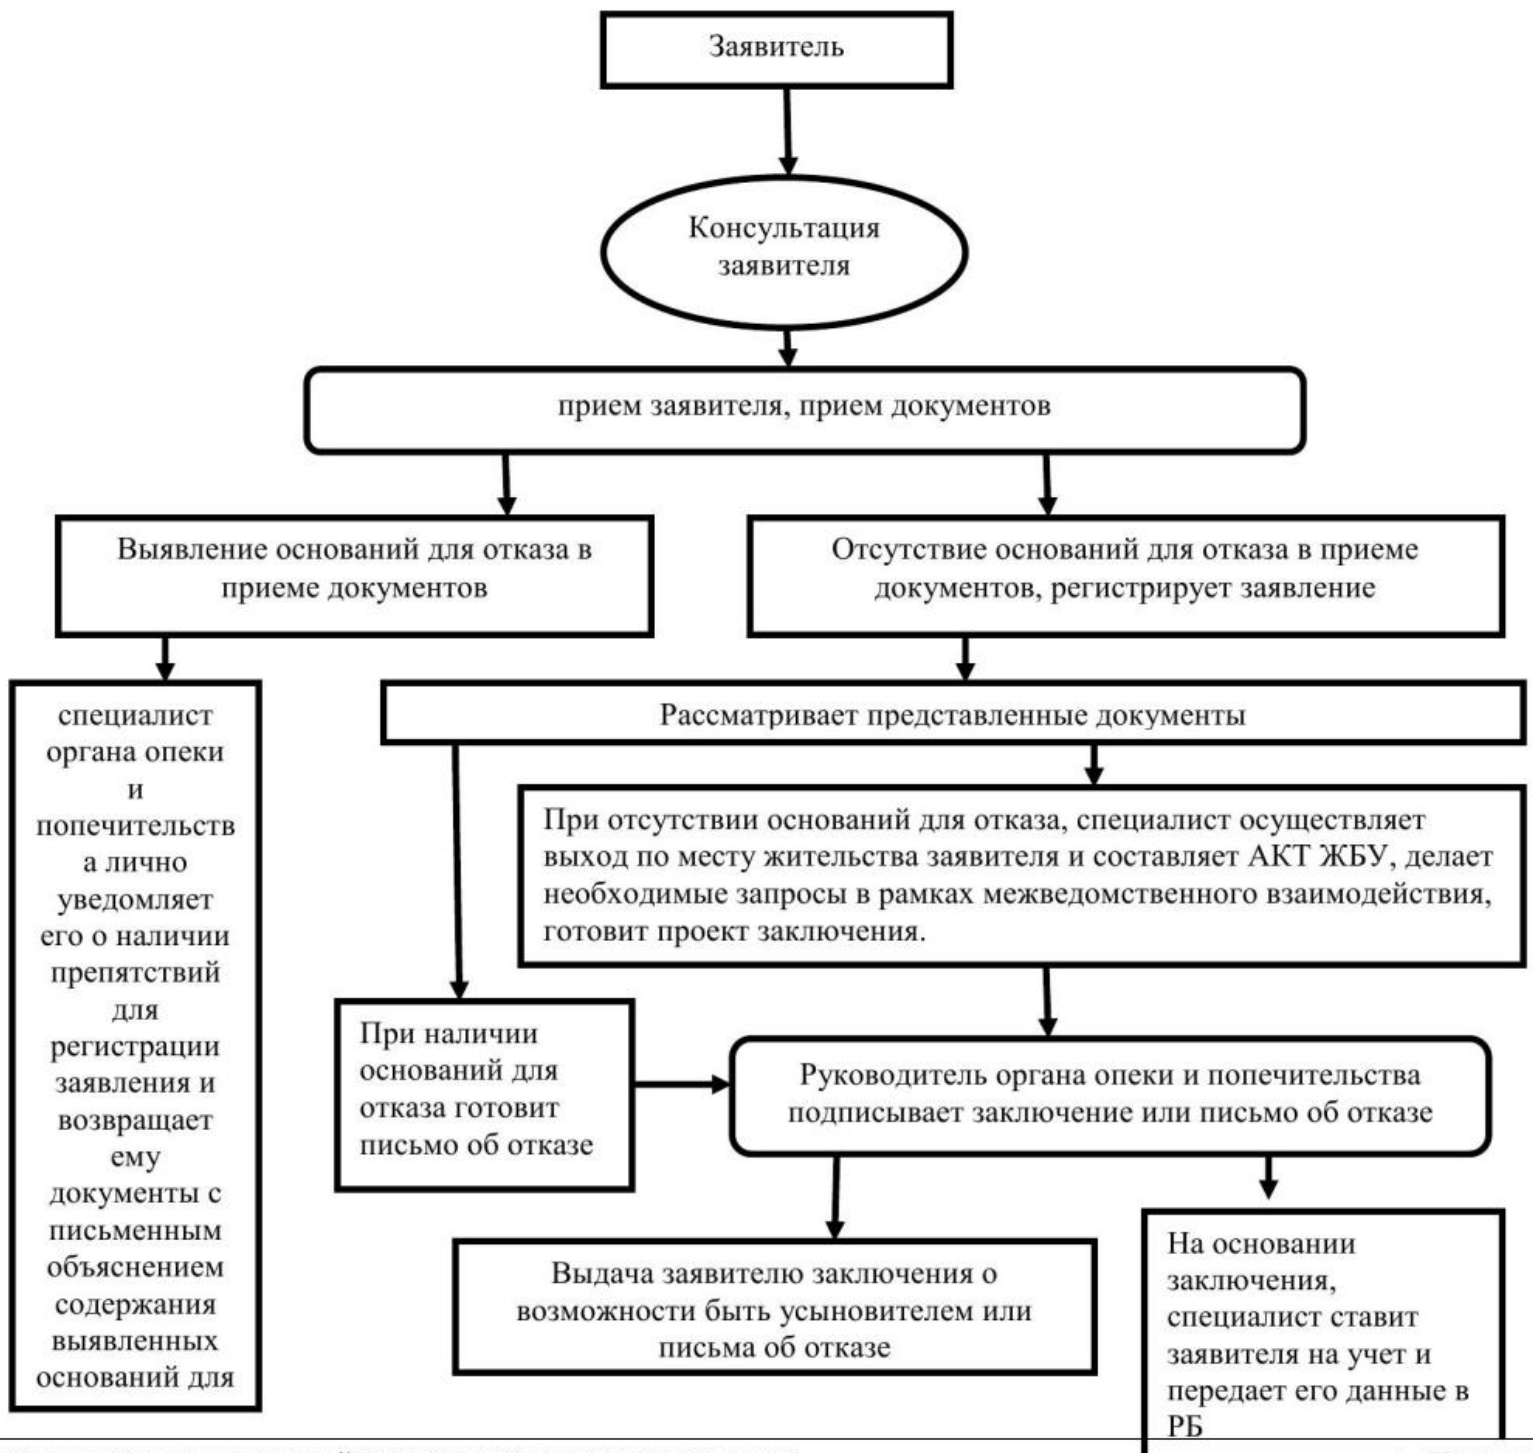 Заявитель
Консультация
заявителя
прием заявителя, прием документов
Выявление оснований для отказа в
приеме документов
Отсутствие оснований для отказа в приеме
документов, регистрирует заявление
специалист
органа опеки
и
попечительств
а лично
уведомляет
его о наличии
препятствий
для
регистрации
заявления и
возвращает
ему
документы с
письменным
объяснением
содержания
выявленных
оснований для
Рассматривает представленные документы
При отсутствии оснований для отказа, специалист осуществляет
выход по месту жительства заявителя и составляет АКТ ЖБУ, делает
необходимые запросы в рамках межведомственного взаимодействия,
готовит проект заключения.
При наличии
оснований для
отказа готовит
письмо об отказе
Руководитель органа опеки и попечительства
подписывает заключение или письмо об отказе
Выдача заявителю заключения о
возможности быть усыновителем или
письма об отказе
На основании
заключения,
специалист ставит
заявителя на учет и
передает его данные в
РБ